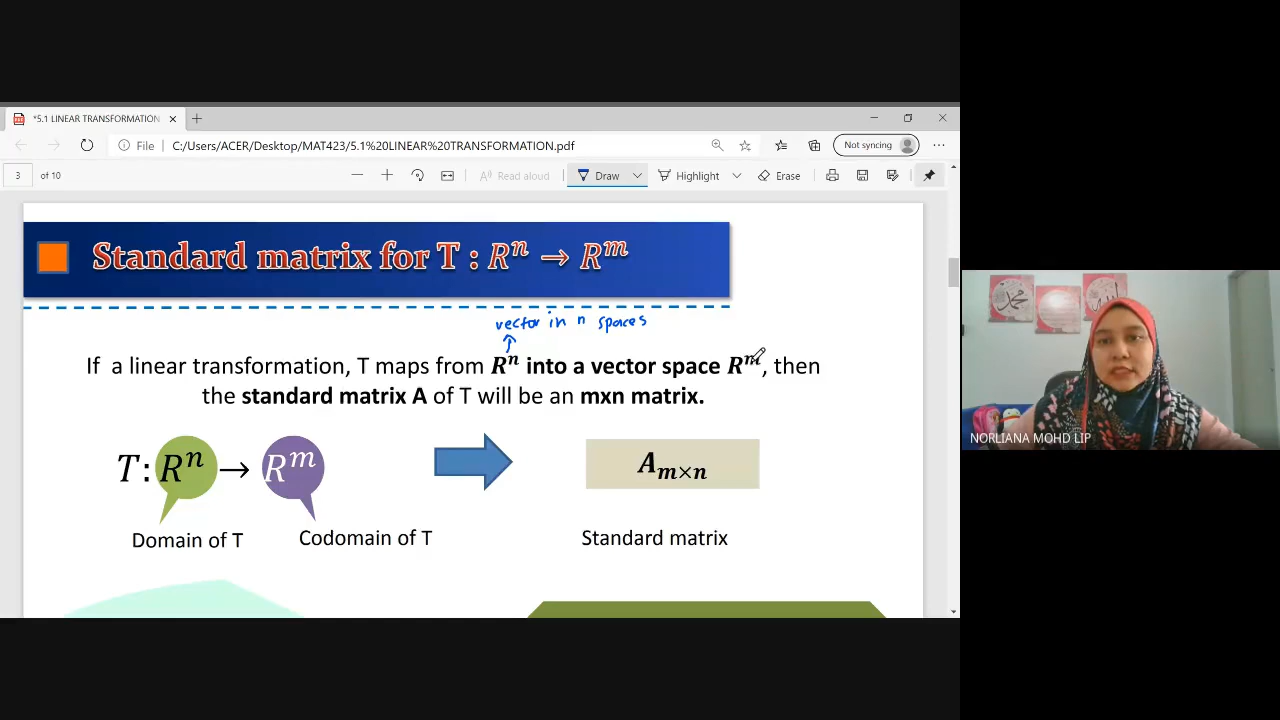 *5.1 LINEAR TRANSFORMATION
File C:/Users/ACER/Desktop/MAT423/5.1%20LINEAR%20TRANSFORMATION.pdf
Not syncing
3 of 10
Read aloud
Draw
Highlight
Erase
Standard matrix for T : Rⁿ → Rᵐ
vector in n spaces
If a linear transformation, T maps from Rⁿ into a vector space Rᵐ, then
the standard matrix A of T will be an mxn matrix.
T: Rⁿ → Rᵐ
A m×n
Domain of T
Codomain of T
Standard matrix
NORLIANA MOHD LIP